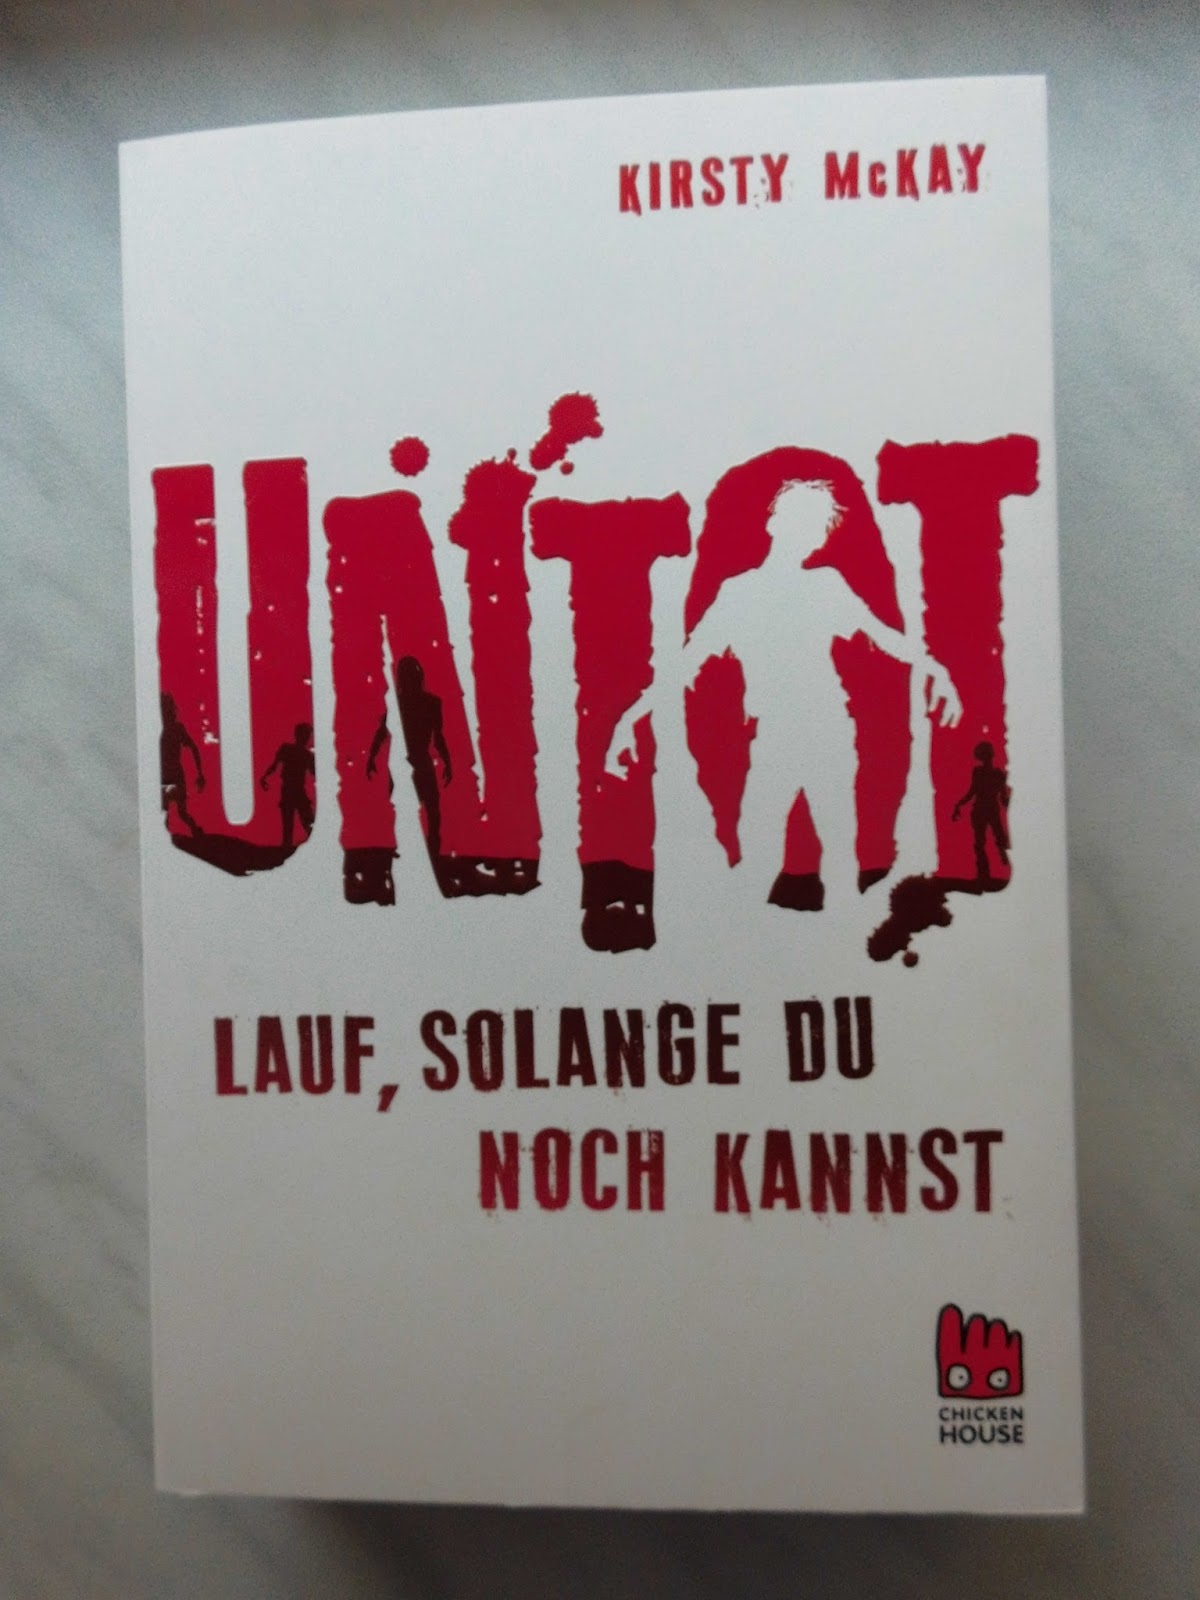 KIRSTY McKAY
UNTOT
LAUF, SOLANGE DU
NOCH KANNST
CHICKEN
HOUSE